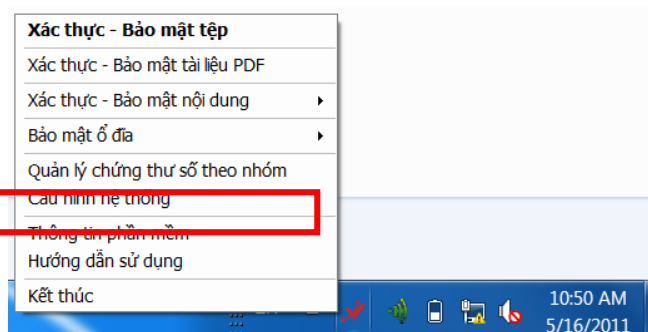 Xác thực - Bảo mật tệp
Xác thực - Bảo mật tài liệu PDF
Xác thực - Bảo mật nội dung
Bảo mật ổ đĩa
Quản lý chứng thư số theo nhóm
Cấu hình hệ thống
Thông tin phần mềm
Hướng dẫn sử dụng
Kết thúc
10:50 AM
5/16/2011